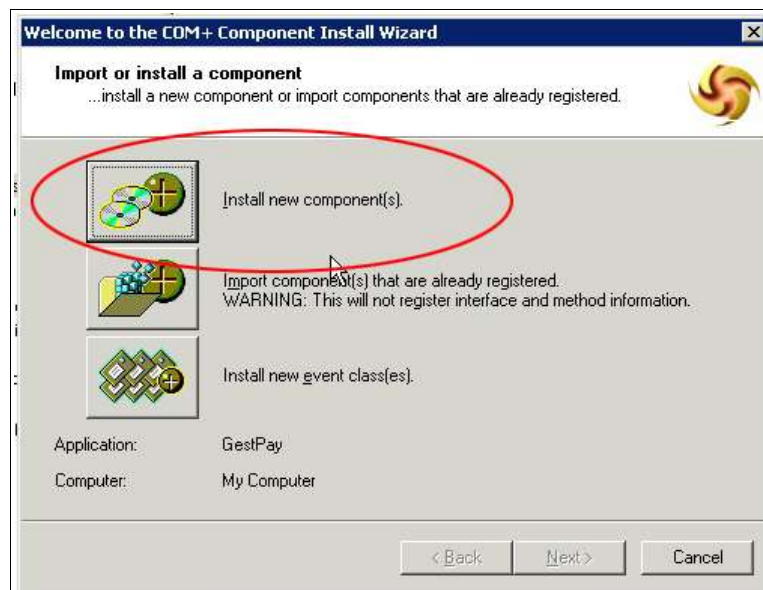 Welcome to the COM+ Component Install Wizard
Import or install a component
...install a new component or import components that are already registered.
Install new component(s).
Import component(s) that are already registered.
WARNING: This will not register interface and method information.
Install new event class(es).
Application: GestPay
Computer: My Computer
< Back Next > Cancel